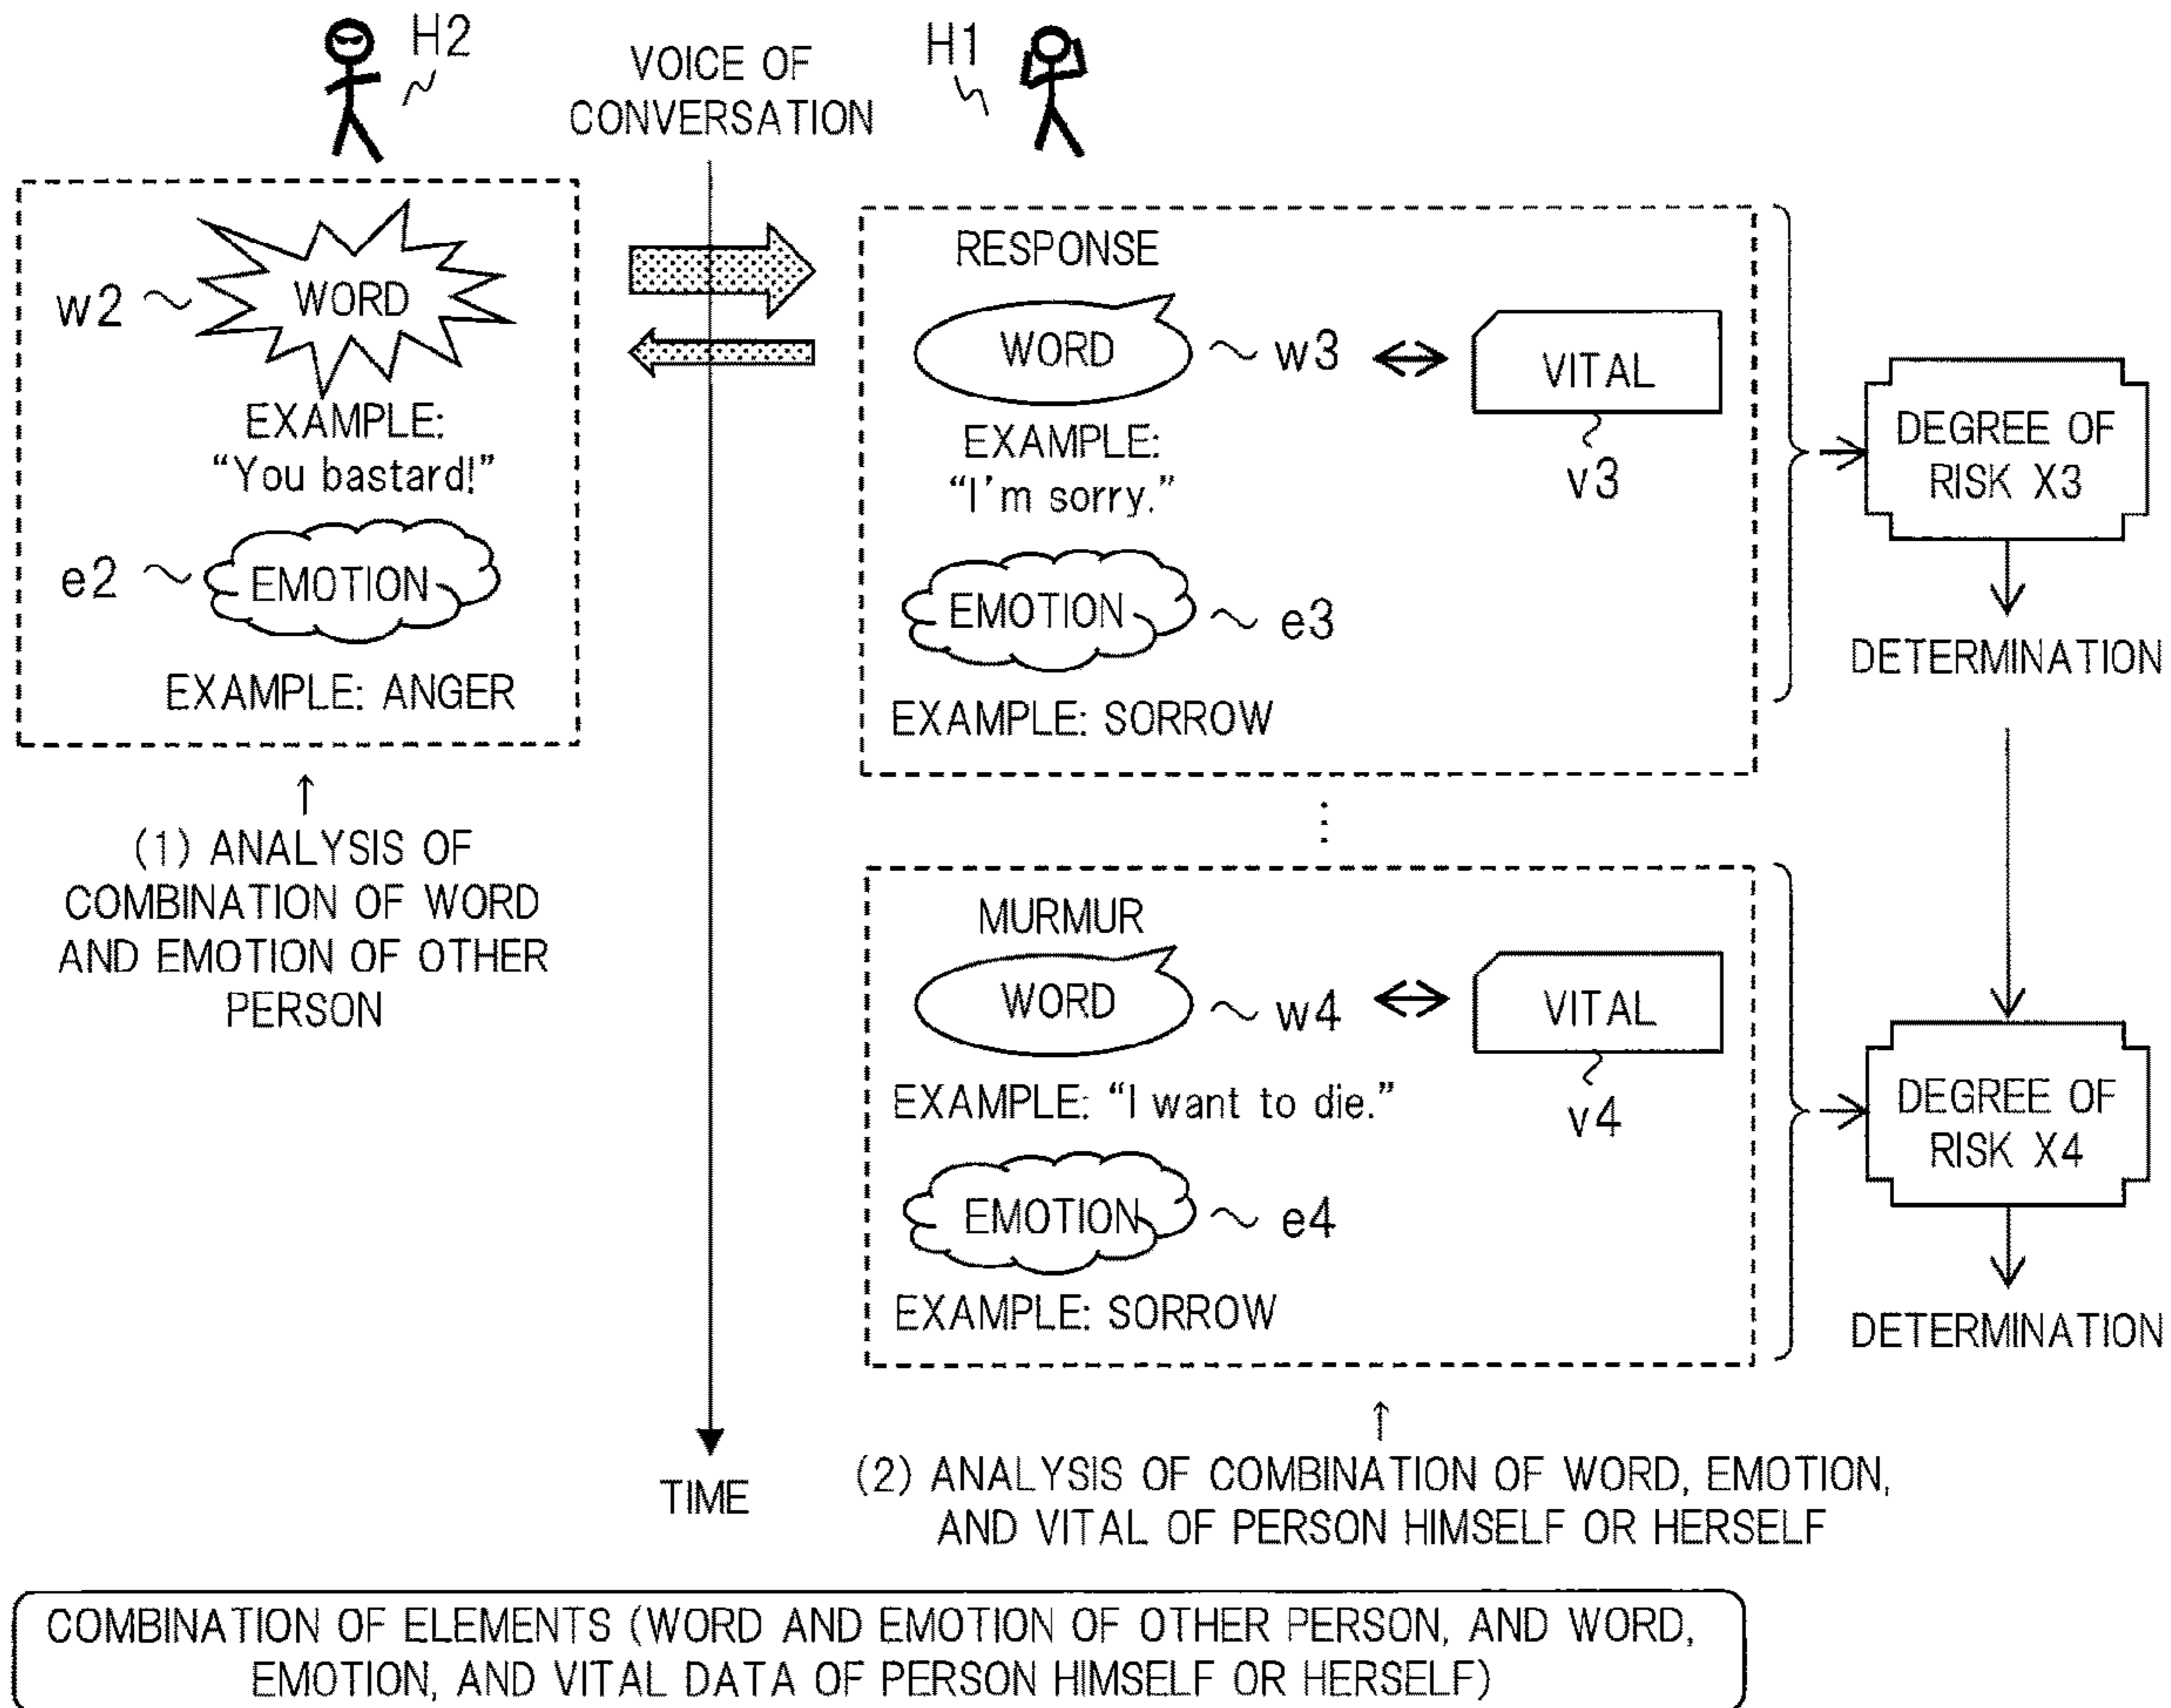 H2
VOICE OF
CONVERSATION
H1
w2
WORD
EXAMPLE:
“You bastard!”
e2
EMOTION
EXAMPLE: ANGER
(1) ANALYSIS OF
COMBINATION OF WORD
AND EMOTION OF OTHER
PERSON
RESPONSE
WORD
w3
VITAL
v3
EXAMPLE:
“I’m sorry.”
EMOTION
e3
EXAMPLE: SORROW
DEGREE OF
RISK X3
DETERMINATION
MURMUR
WORD
w4
VITAL
v4
EXAMPLE: “I want to die.”
EMOTION
e4
EXAMPLE: SORROW
DEGREE OF
RISK X4
DETERMINATION
TIME
(2) ANALYSIS OF COMBINATION OF WORD, EMOTION,
AND VITAL OF PERSON HIMSELF OR HERSELF
COMBINATION OF ELEMENTS (WORD AND EMOTION OF OTHER PERSON, AND WORD,
EMOTION, AND VITAL DATA OF PERSON HIMSELF OR HERSELF)